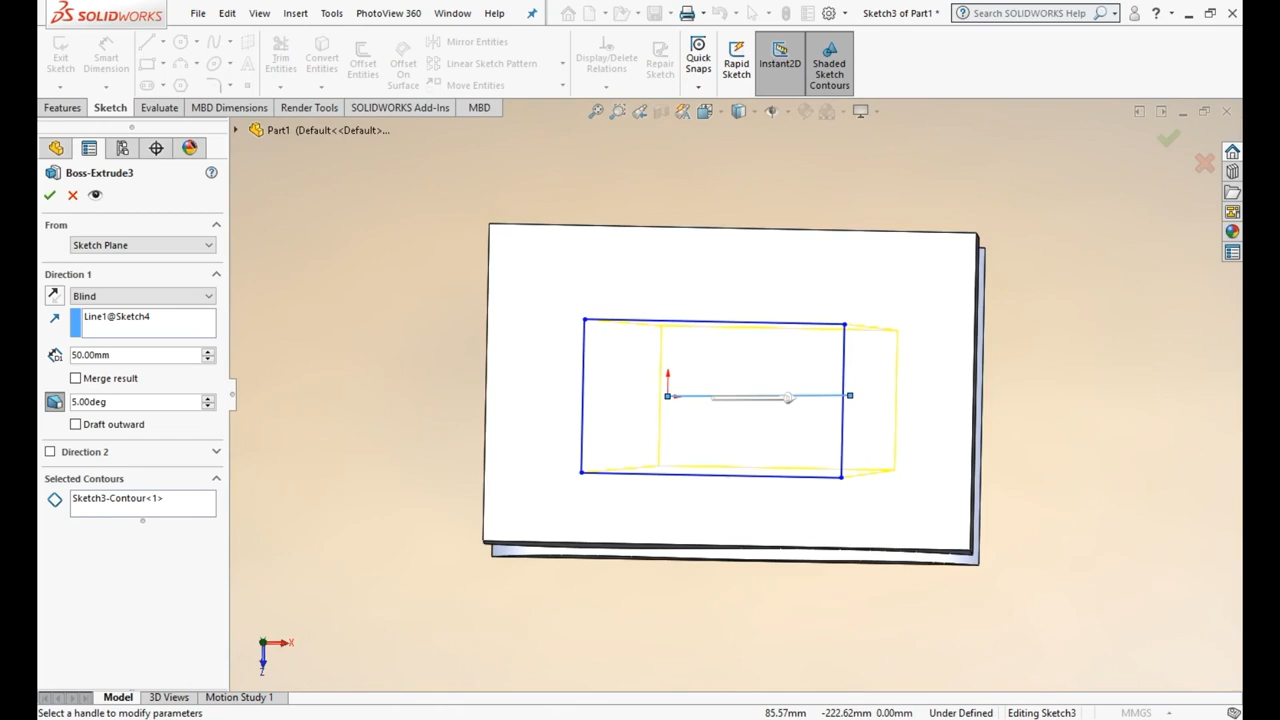 SOLIDWORKS
File Edit View Insert Tools PhotoView 360 Window Help
Sketch3 of Part1 *
Search SOLIDWORKS Help
Exit Sketch
Smart Dimension
Trim Entities
Convert Entities
Offset Entities
Offset On Surface
Mirror Entities
Linear Sketch Pattern
Move Entities
Display/Delete Relations
Repair Sketch
Quick Snaps
Rapid Sketch
Instant2D
Shaded Sketch Contours
Features Sketch Evaluate MBD Dimensions Render Tools SOLIDWORKS Add-Ins MBD
Part1 (Default<<Default>...
Boss-Extrude3
From
Sketch Plane
Direction 1
Blind
Line1@Sketch4
D1
50.00mm
Merge result
5.00deg
Draft outward
Direction 2
Selected Contours
Sketch3-Contour<1>
X
Z
Model 3D Views Motion Study 1
Select a handle to modify parameters
85.57mm -222.62mm 0.00mm Under Defined Editing Sketch3 MMGS